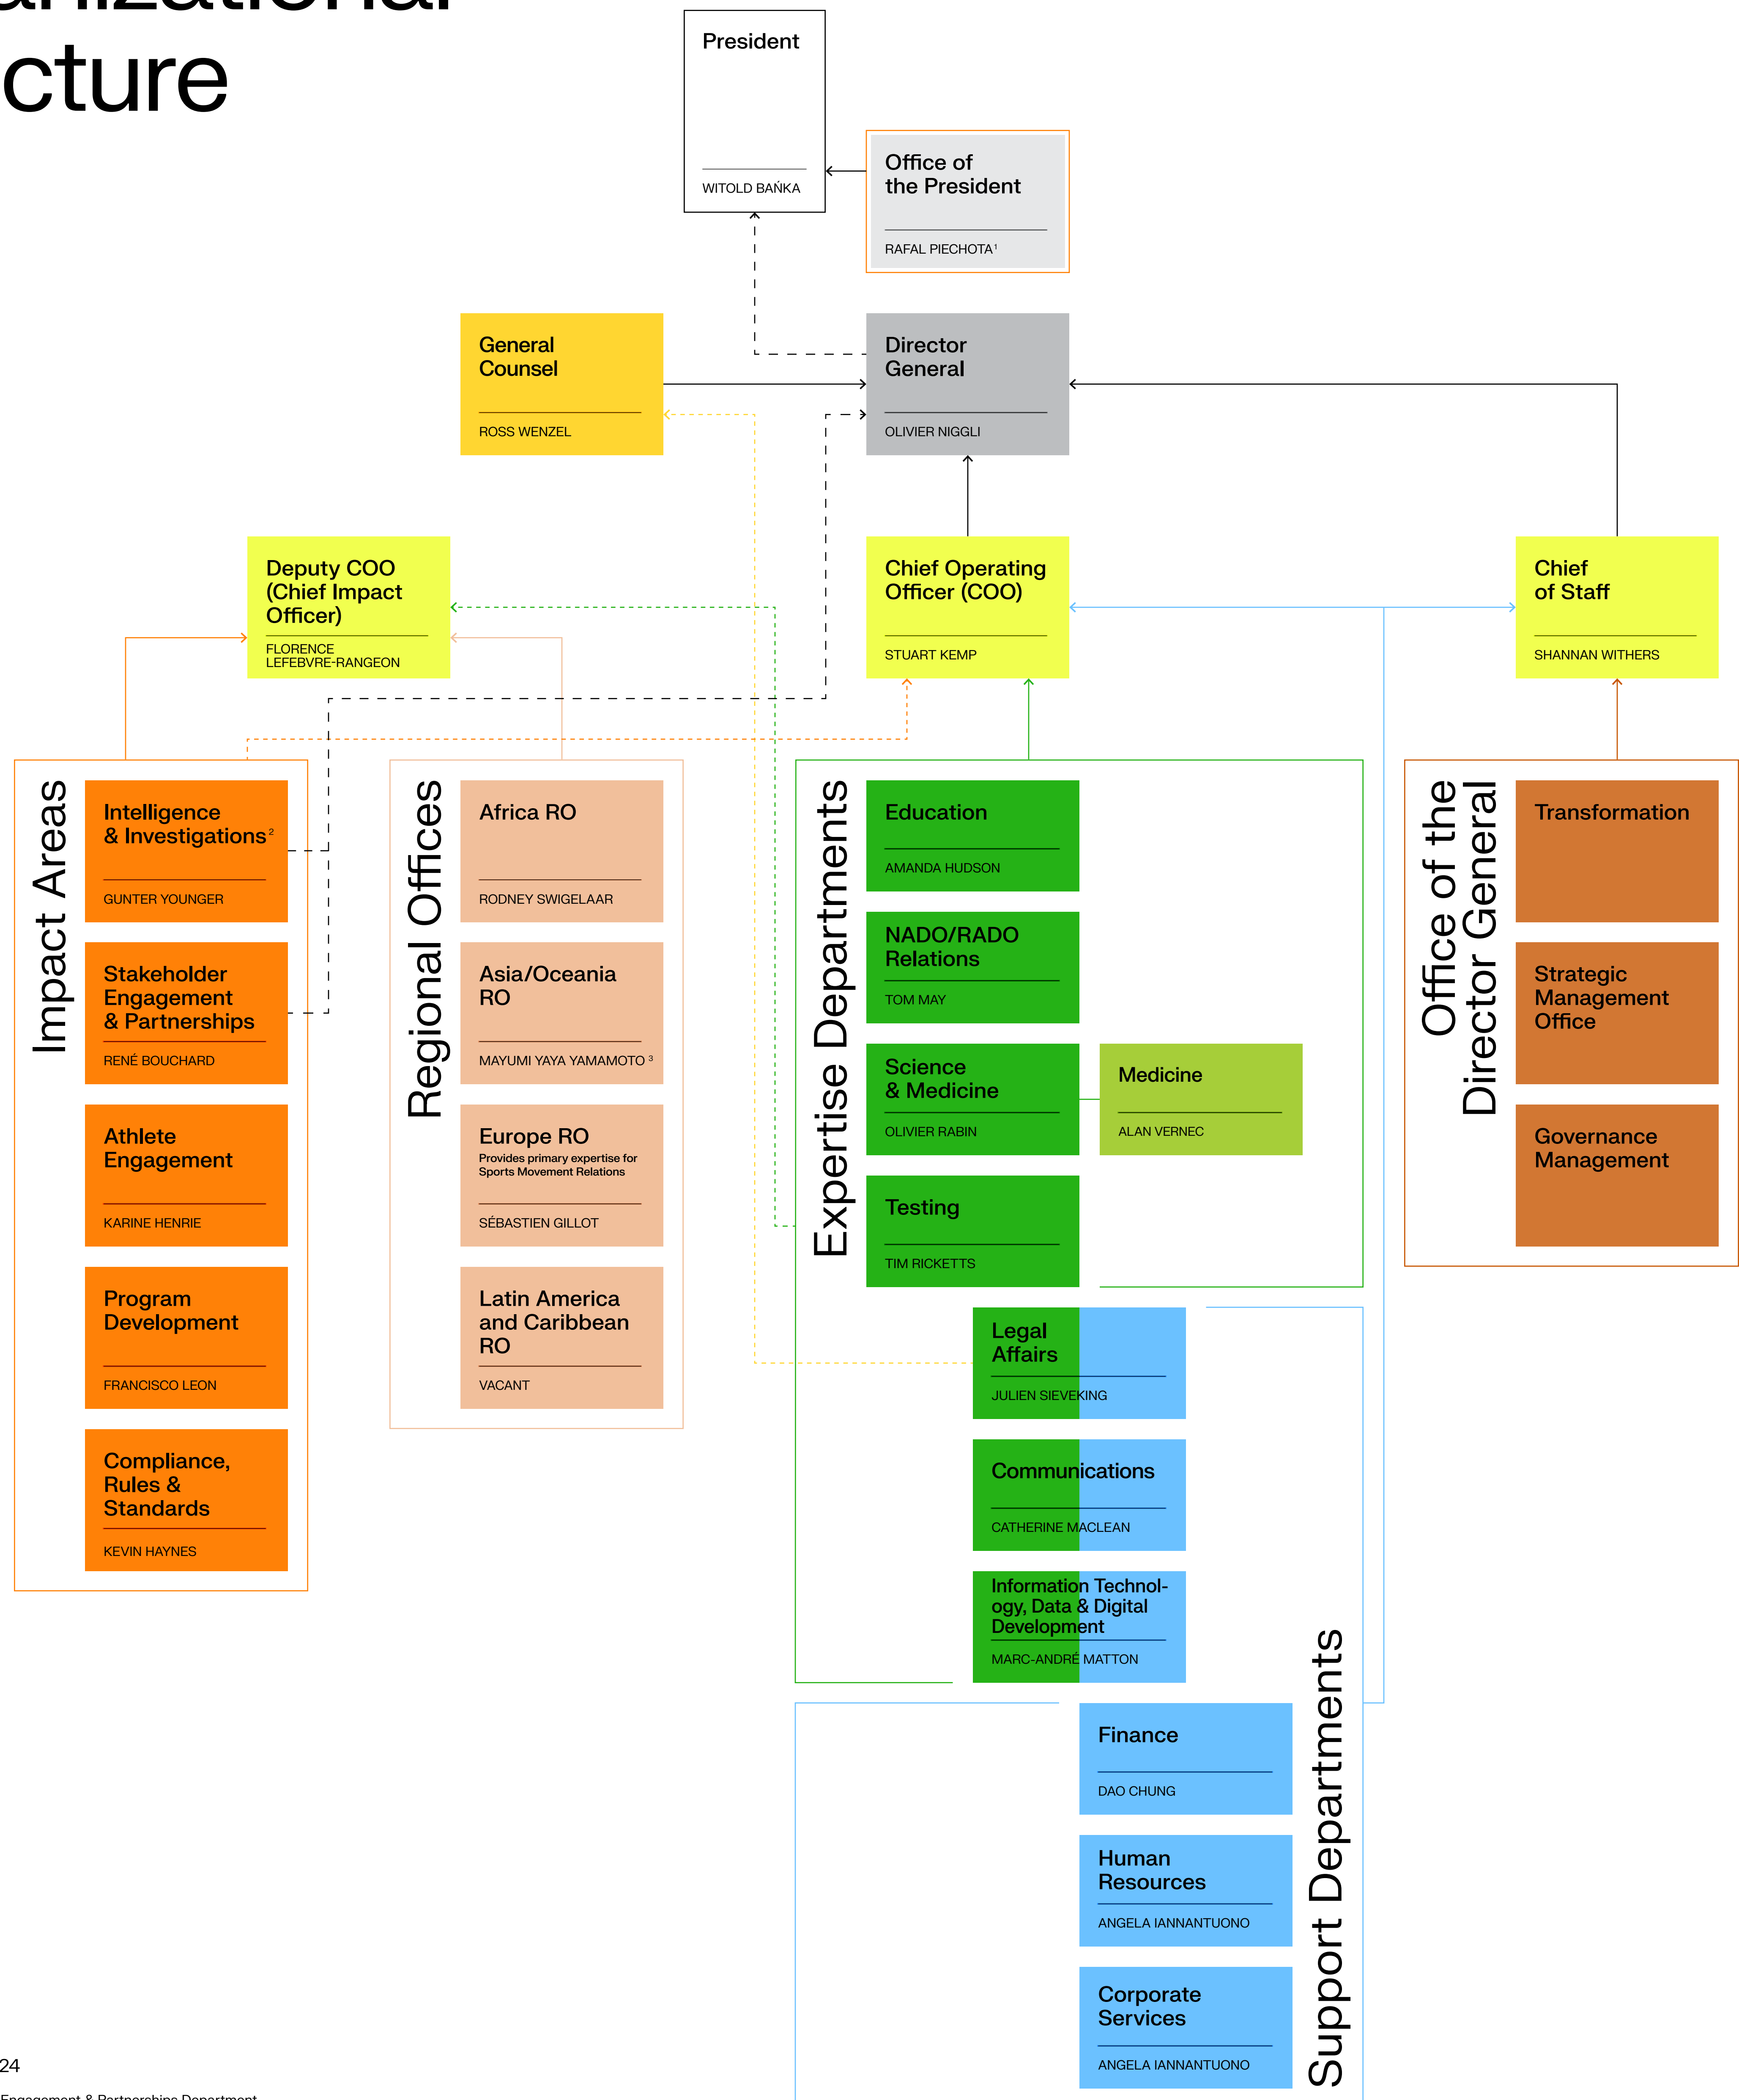 anizational
cture
President
WITOLD BAŃKA
Office of
the President
RAFAL PIECHOTA¹
General
Counsel
ROSS WENZEL
Director
General
OLIVIER NIGGLI
Deputy COO
(Chief Impact
Officer)
FLORENCE
LEFEBVRE-RANGEON
Chief Operating
Officer (COO)
STUART KEMP
Chief
of Staff
SHANNAN WITHERS
Impact Areas
Intelligence
& Investigations²
GUNTER YOUNGER
Stakeholder
Engagement
& Partnerships
RENÉ BOUCHARD
Athlete
Engagement
KARINE HENRIE
Program
Development
FRANCISCO LEON
Compliance,
Rules &
Standards
KEVIN HAYNES
Regional Offices
Africa RO
RODNEY SWIGELAAR
Asia/Oceania
RO
MAYUMI YAYA YAMAMOTO ³
Europe RO
Provides primary expertise for
Sports Movement Relations
SÉBASTIEN GILLOT
Latin America
and Caribbean
RO
VACANT
Expertise Departments
Education
AMANDA HUDSON
NADO/RADO
Relations
TOM MAY
Science
& Medicine
OLIVIER RABIN
Medicine
ALAN VERNEC
Testing
TIM RICKETTS
Legal
Affairs
JULIEN SIEVEKING
Communications
CATHERINE MACLEAN
Information Technol-
ogy, Data & Digital
Development
MARC-ANDRÉ MATTON
Support Departments
Finance
DAO CHUNG
Human
Resources
ANGELA IANNANTUONO
Corporate
Services
ANGELA IANNANTUONO
Office of the
Director General
Transformation
Strategic
Management
Office
Governance
Management
24
Engagement & Partnerships Department